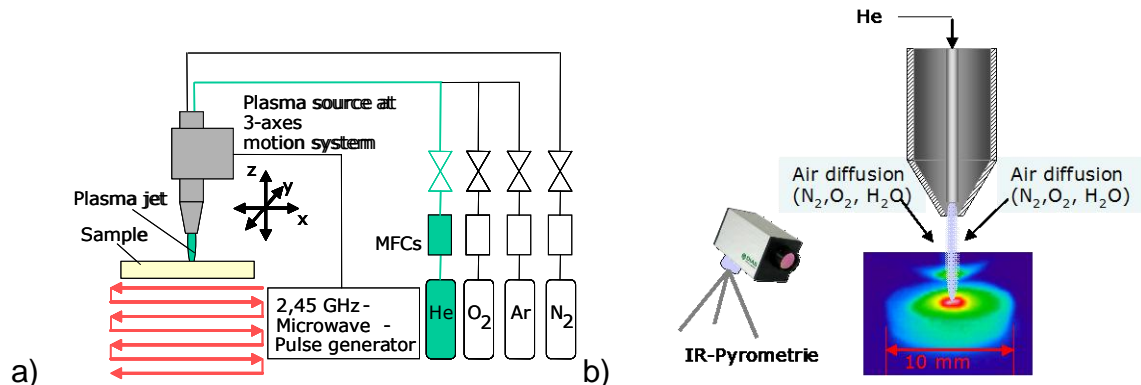 Plasma source at
3-axes
motion system
z
y
x
Plasma jet
Sample
MFCs
2,45 GHz -
Microwave -
Pulse generator
He
O2
Ar
N2
a)
He
Air diffusion
(N2,O2, H2O)
Air diffusion
(N2,O2, H2O)
IR-Pyrometrie
10 mm
b)